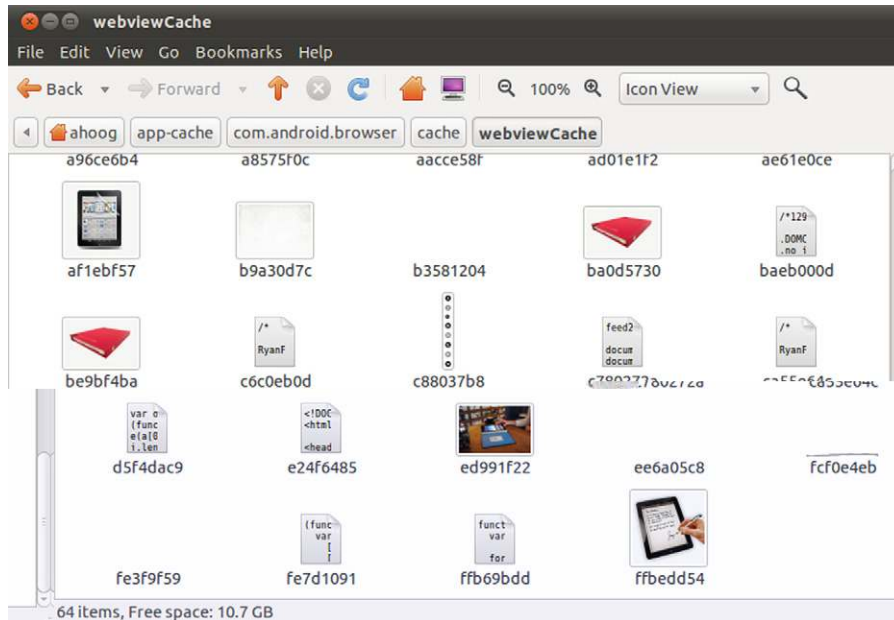 webviewCache
File Edit View Go Bookmarks Help
Back Forward 100% Icon View
ahoog app-cache com.android.browser cache webviewCache
a96ce6b4 a8575f0c aacce58f ad01e1f2 ae61e0ce
/*129
.DOMC
.no i
af1ebf57 b9a30d7c b3581204 ba0d5730 baeb000d
/* feed2 /*
RyanF docum RyanF
docum
be9bf4ba c6c0eb0d c88037b8
var o <!DOC
(func <html
e(a[0
i.len <head
d5f4dac9 e24f6485 ed991f22 ee6a05c8 fcf0e4eb
(func funct
var var
[
[ for
fe3f9f59 fe7d1091 ffb69bdd ffbedd54
64 items, Free space: 10.7 GB